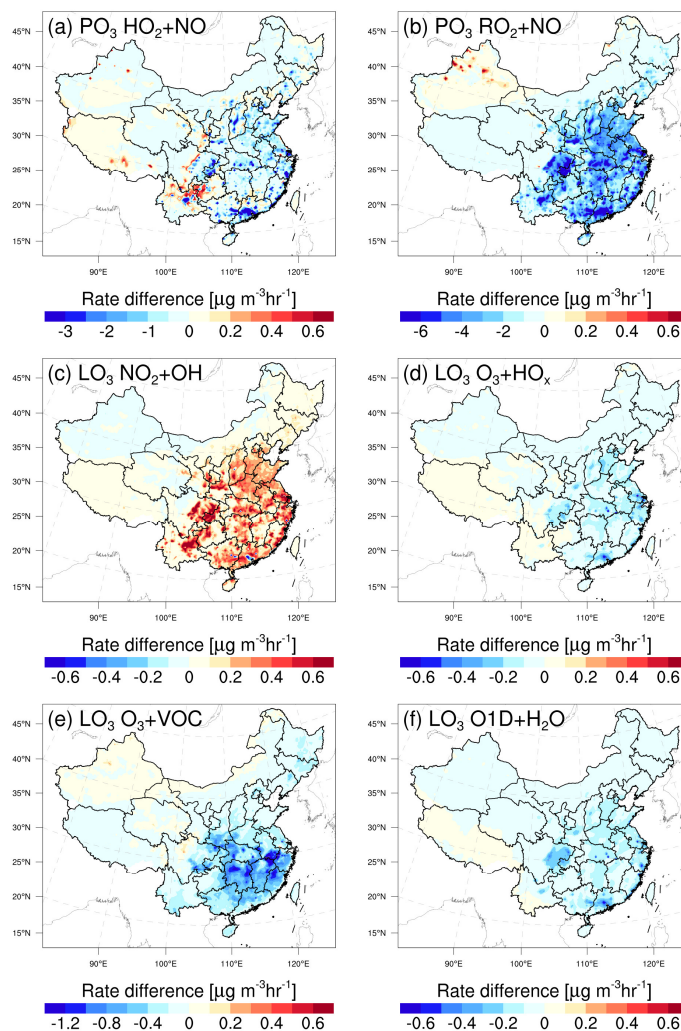 (a) PO₃ HO₂+NO
45°N
40°N
35°N
30°N
25°N
20°N
15°N
90°E 100°E 110°E 120°E
Rate difference [μg m⁻³hr⁻¹]
-3 -2 -1 0 0.2 0.4 0.6
(b) PO₃ RO₂+NO
45°N
40°N
35°N
30°N
25°N
20°N
15°N
90°E 100°E 110°E 120°E
Rate difference [μg m⁻³hr⁻¹]
-6 -4 -2 0 0.2 0.4 0.6
(c) LO₃ NO₂+OH
45°N
40°N
35°N
30°N
25°N
20°N
15°N
90°E 100°E 110°E 120°E
Rate difference [μg m⁻³hr⁻¹]
-0.6 -0.4 -0.2 0 0.2 0.4 0.6
(d) LO₃ O₃+HOₓ
45°N
40°N
35°N
30°N
25°N
20°N
15°N
90°E 100°E 110°E 120°E
Rate difference [μg m⁻³hr⁻¹]
-0.6 -0.4 -0.2 0 0.2 0.4 0.6
(e) LO₃ O₃+VOC
45°N
40°N
35°N
30°N
25°N
20°N
15°N
90°E 100°E 110°E 120°E
Rate difference [μg m⁻³hr⁻¹]
-1.2 -0.8 -0.4 0 0.2 0.4 0.6
(f) LO₃ O1D+H₂O
45°N
40°N
35°N
30°N
25°N
20°N
15°N
90°E 100°E 110°E 120°E
Rate difference [μg m⁻³hr⁻¹]
-0.6 -0.4 -0.2 0 0.2 0.4 0.6